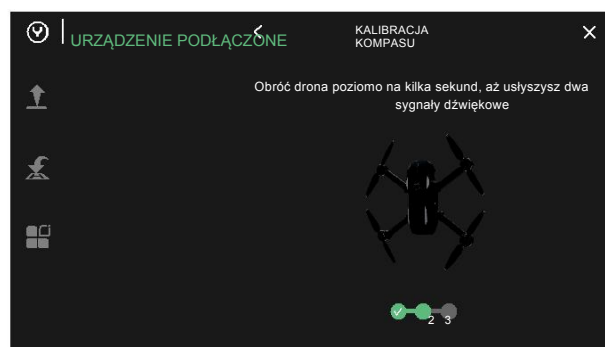 URZĄDZENIE PODŁĄCZONE
KALIBRACJA
KOMPASU
Obróć drona poziomo na kilka sekund, aż usłyszysz dwa
sygnały dźwiękowe
2 3